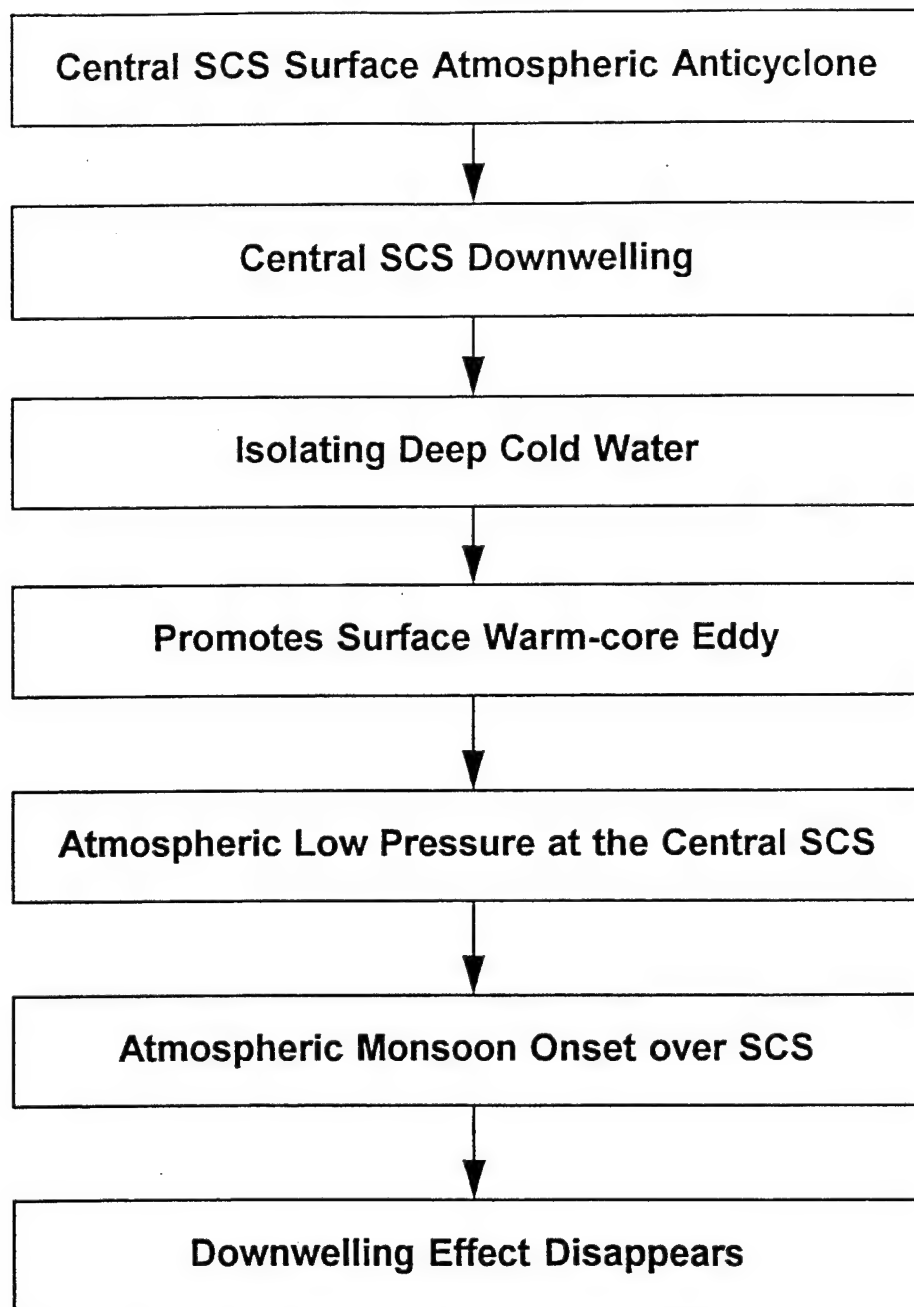 Central SCS Surface Atmospheric Anticyclone
Central SCS Downwelling
Isolating Deep Cold Water
Promotes Surface Warm-core Eddy
Atmospheric Low Pressure at the Central SCS
Atmospheric Monsoon Onset over SCS
Downwelling Effect Disappears